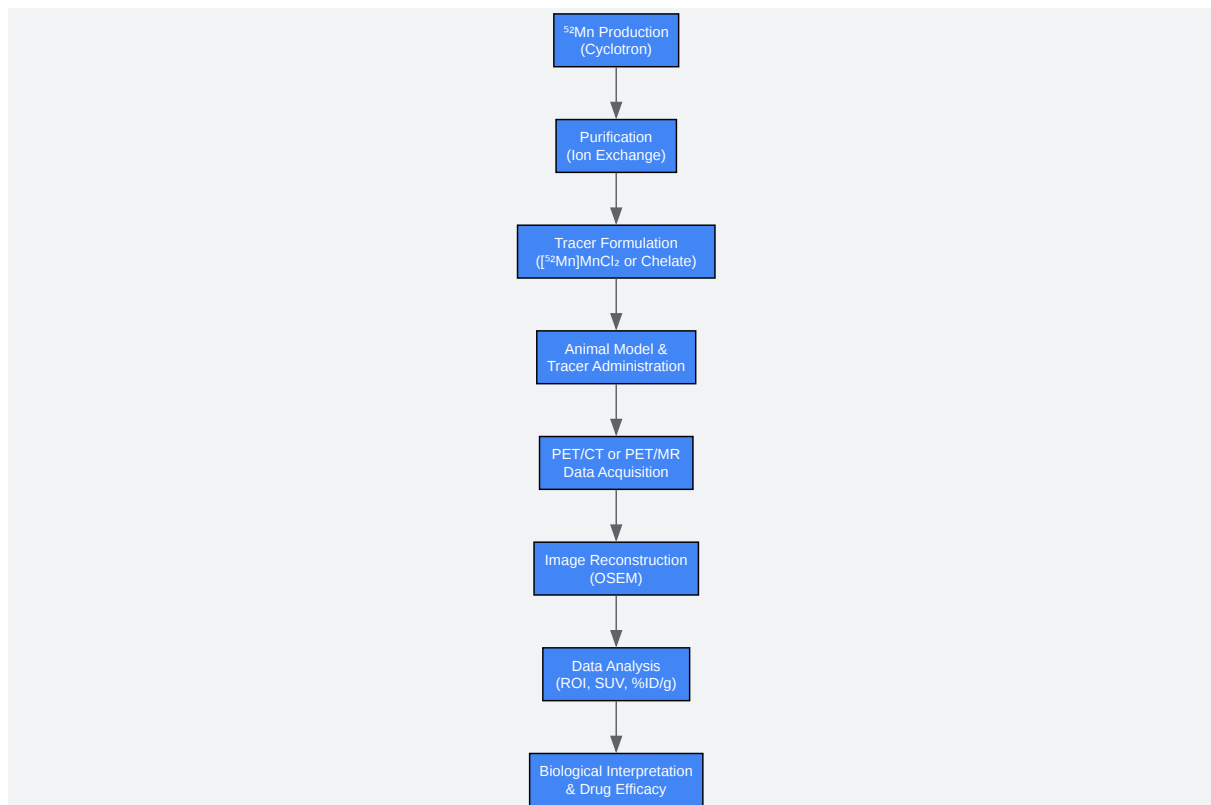 ⁵²Mn Production
(Cyclotron)
Purification
(Ion Exchange)
Tracer Formulation
([⁵²Mn]MnCl₂ or Chelate)
Animal Model &
Tracer Administration
PET/CT or PET/MR
Data Acquisition
Image Reconstruction
(OSEM)
Data Analysis
(ROI, SUV, %ID/g)
Biological Interpretation
& Drug Efficacy